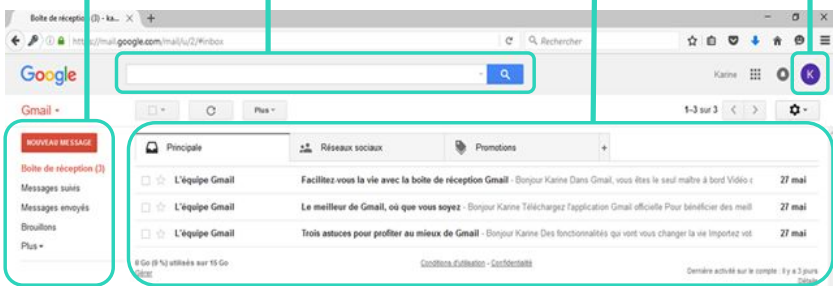 Boîte de réception (3) - ka...
google.com/mail/u/2/#inbox
Rechercher
Google
Karine
K
Gmail
Plus
1–3 sur 3
NOUVEAU MESSAGE
Principale
Réseaux sociaux
Promotions
+
Boîte de réception (3)
Messages suivis
Messages envoyés
Brouillons
Plus
L'équipe Gmail Facilitez-vous la vie avec la boîte de réception Gmail - Bonjour Karine Dans Gmail, vous êtes le seul maître à bord Vidéo 27 mai
L'équipe Gmail Le meilleur de Gmail, où que vous soyez - Bonjour Karine Téléchargez l'application Gmail officielle Pour bénéficier des meill 27 mai
L'équipe Gmail Trois astuces pour profiter au mieux de Gmail - Bonjour Karine Des fonctionnalités qui vont vous changer la vie Importez vot 27 mai
0 Go (0 %) utilisés sur 15 Go
Gérer
Conditions d'utilisation - Confidentialité
Dernière activité sur le compte : il y a 3 jours
Détails